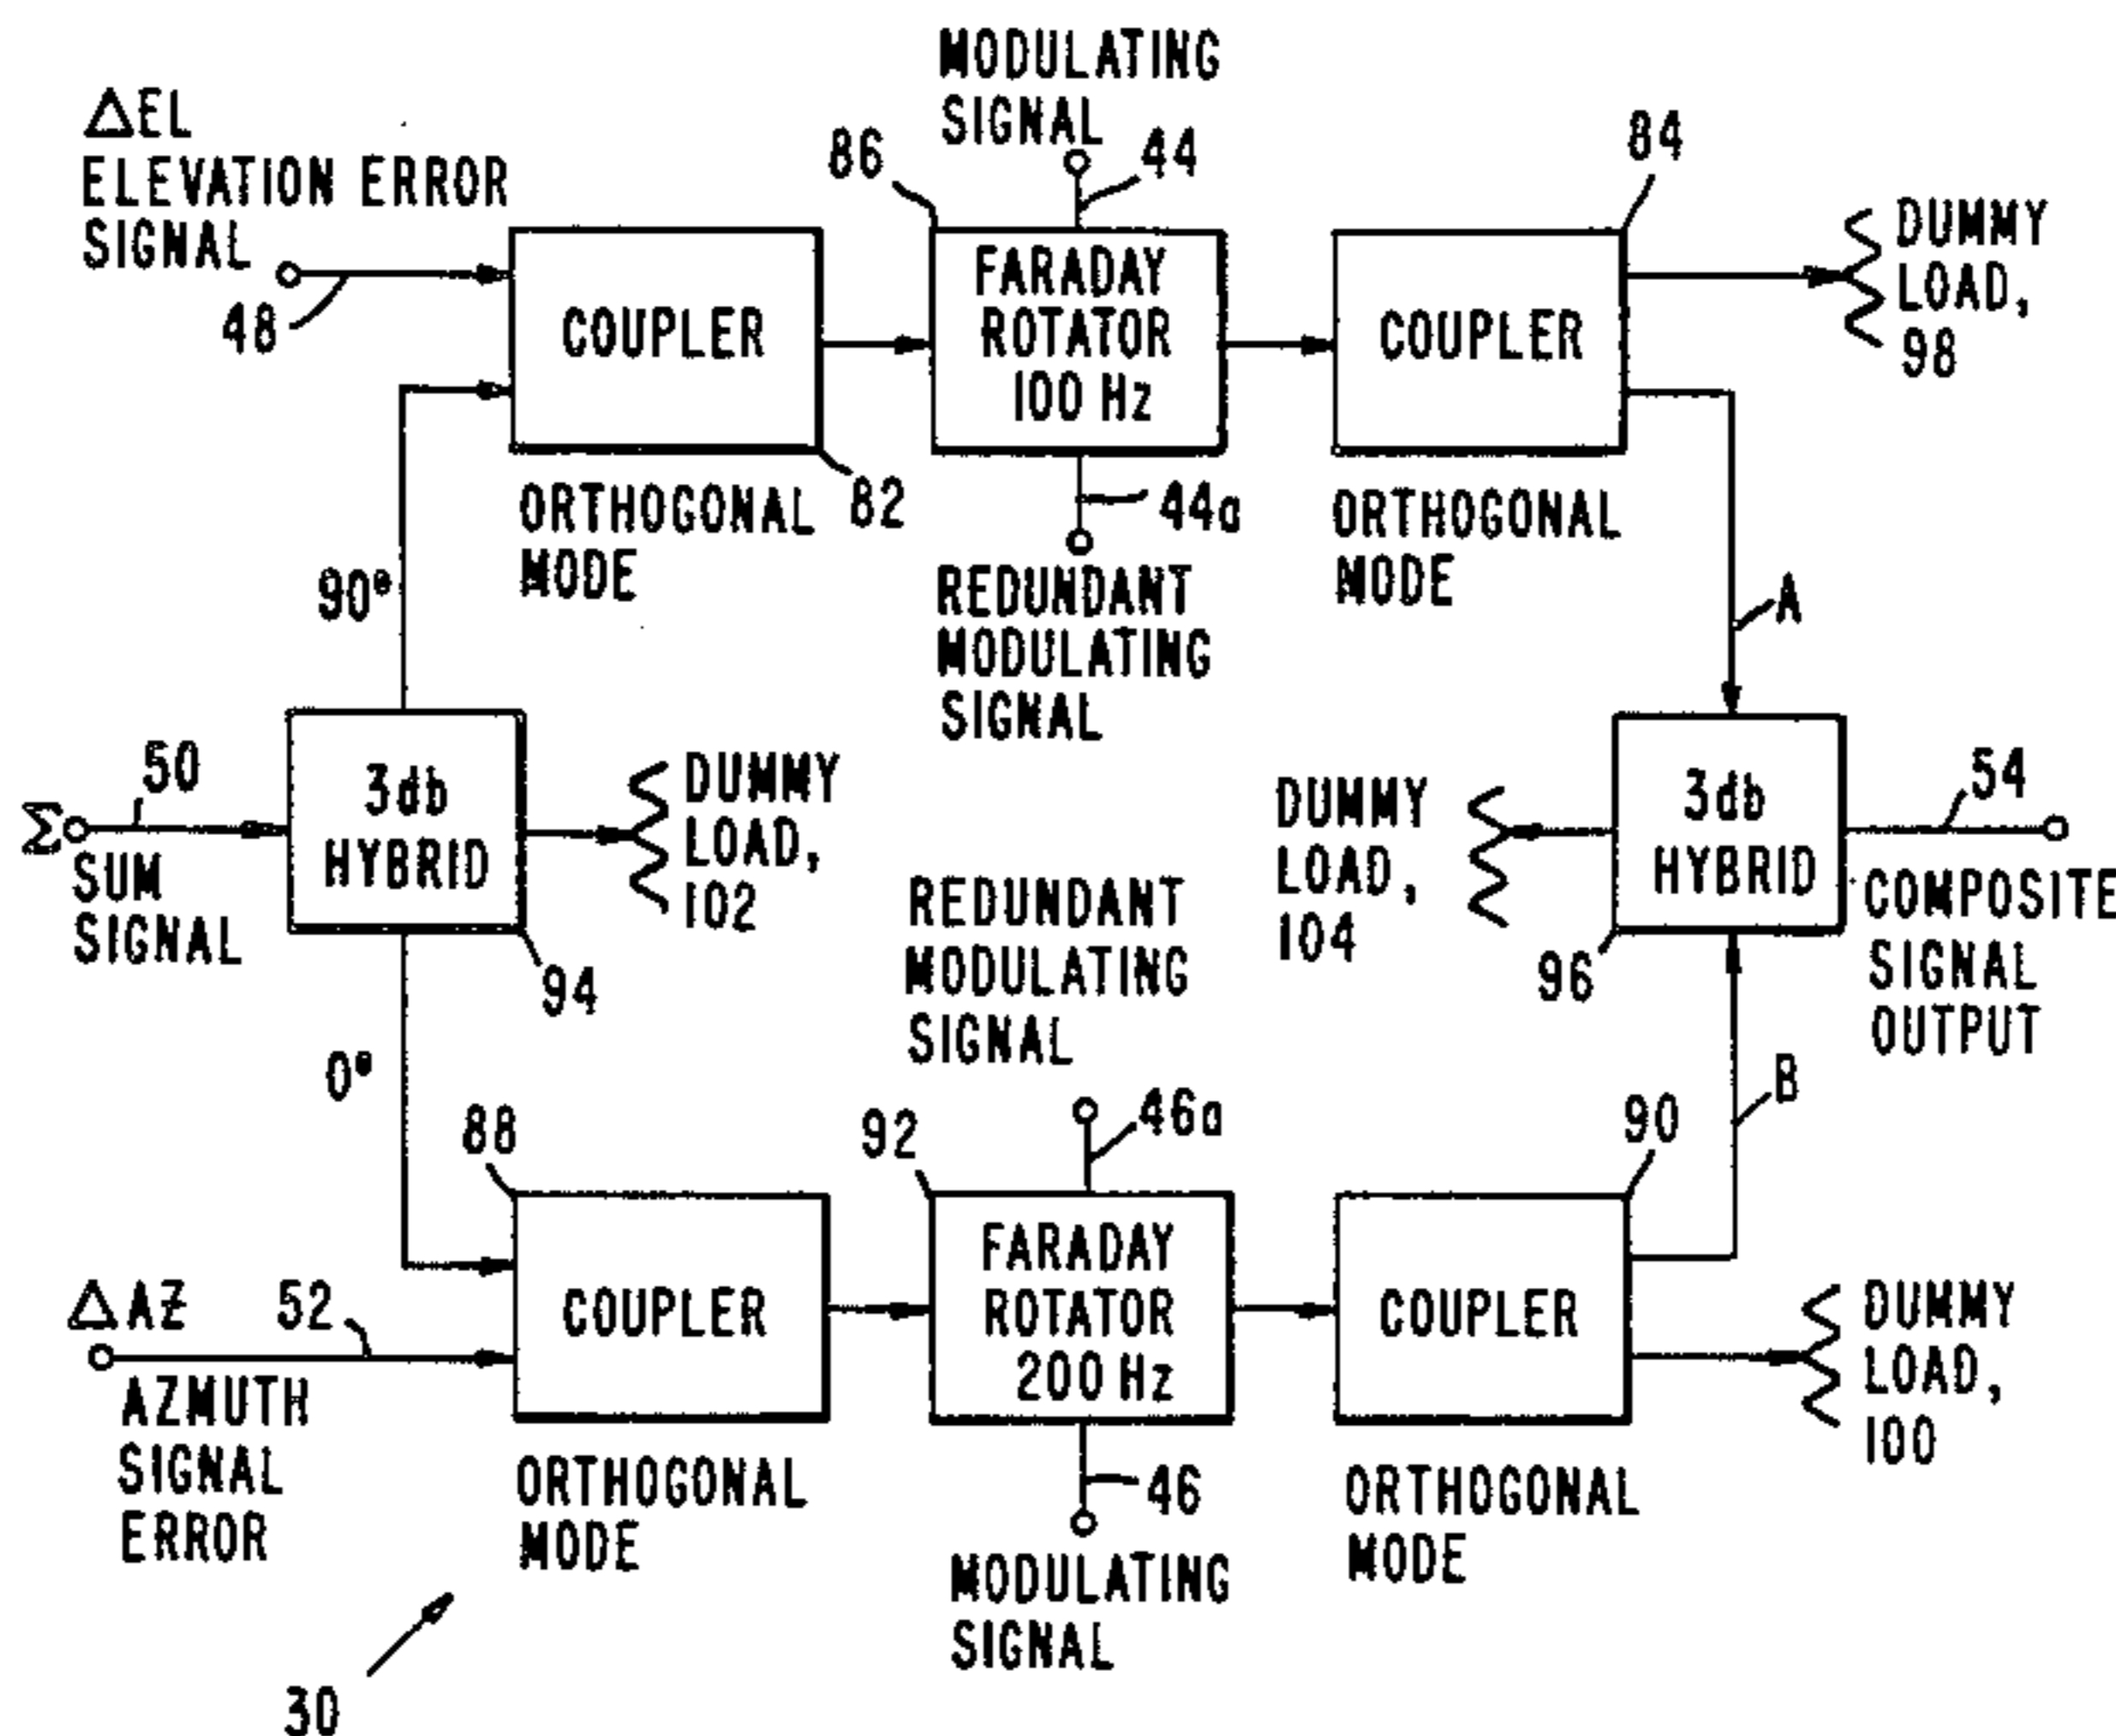 MODULATING
SIGNAL
44
ΔEL
ELEVATION ERROR
SIGNAL
48
86
84
COUPLER
FARADAY
ROTATOR
100 Hz
COUPLER
DUMMY
LOAD,
98
82
ORTHOGONAL
MODE
44a
REDUNDANT
MODULATING
SIGNAL
ORTHOGONAL
MODE
90°
A
Σ
50
SUM
SIGNAL
3db
HYBRID
94
DUMMY
LOAD,
102
DUMMY
LOAD,
104
3db
HYBRID
96
54
COMPOSITE
SIGNAL
OUTPUT
REDUNDANT
MODULATING
SIGNAL
46a
0°
B
88
92
90
ΔAZ
52
AZMUTH
SIGNAL
ERROR
COUPLER
FARADAY
ROTATOR
200 Hz
COUPLER
DUMMY
LOAD,
100
ORTHOGONAL
MODE
46
MODULATING
SIGNAL
ORTHOGONAL
MODE
30